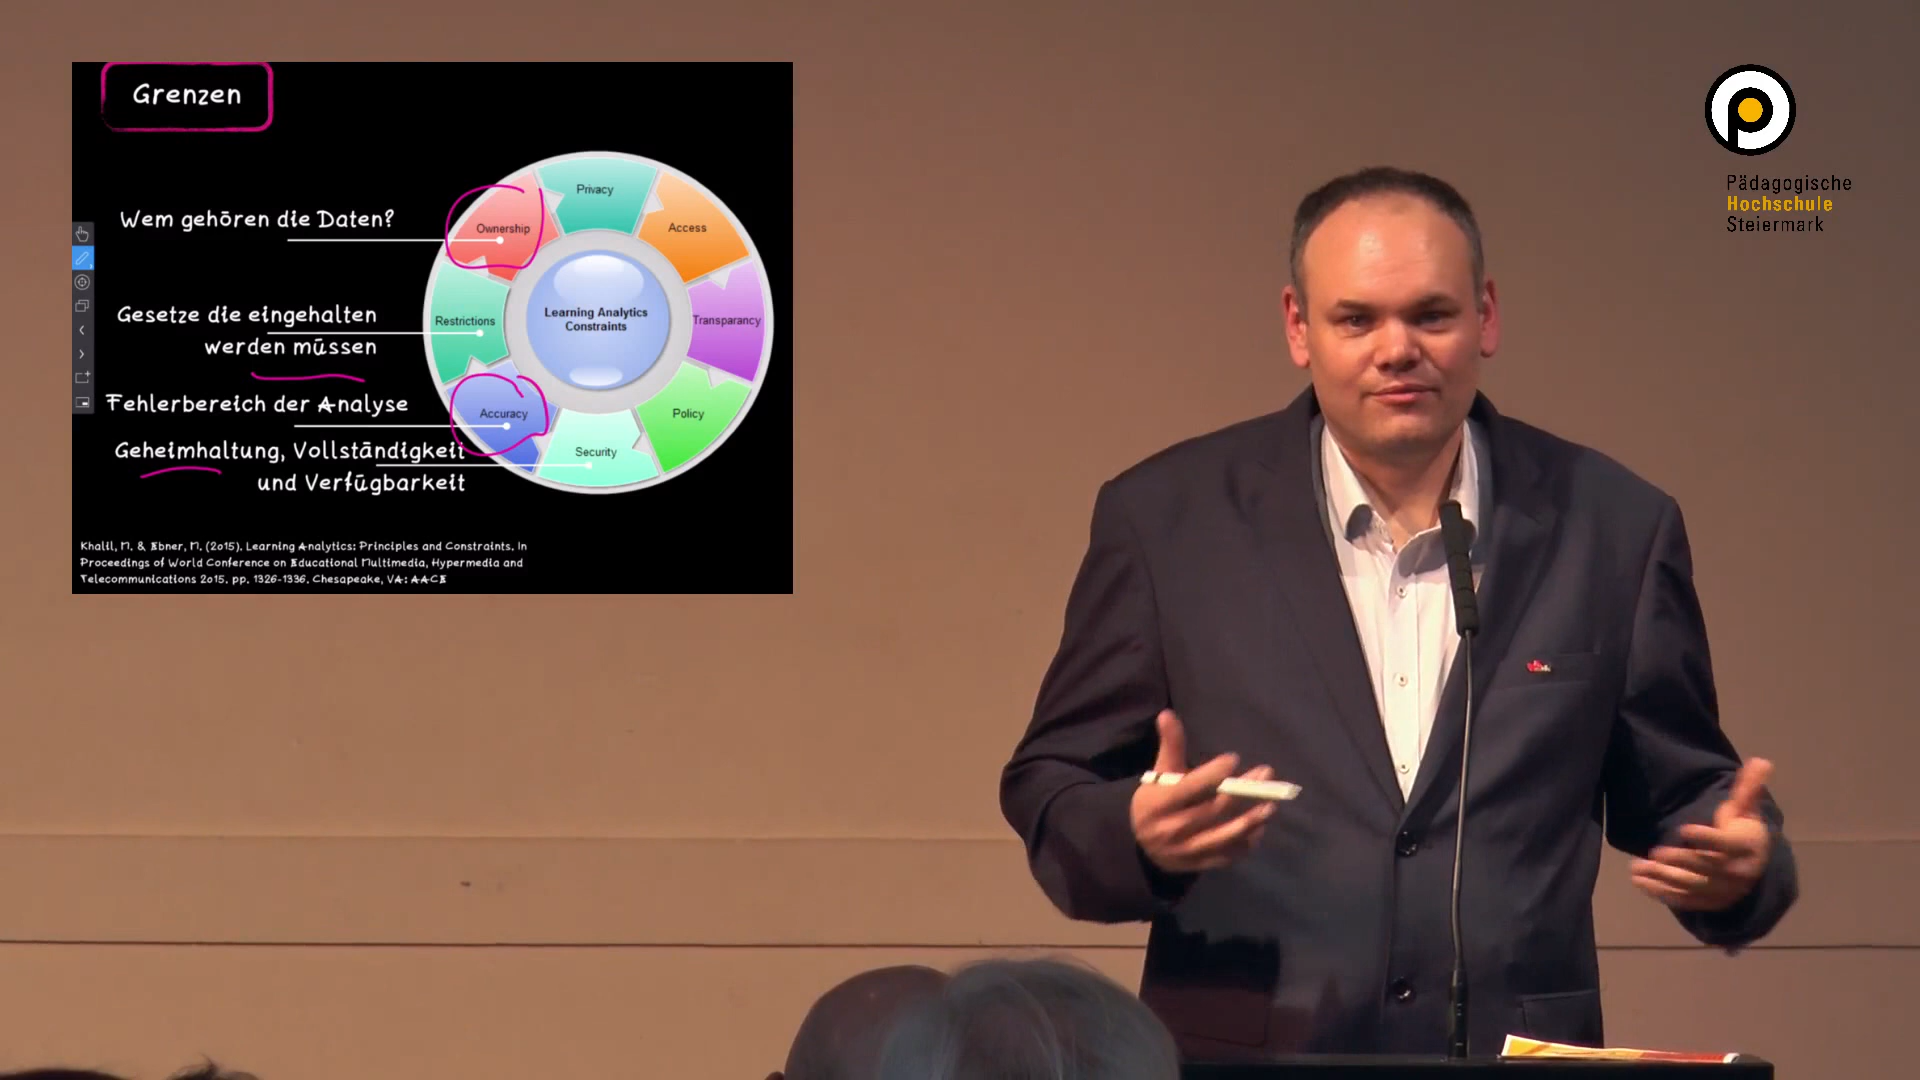 Grenzen
Wem gehören die Daten?
Gesetze die eingehalten
werden müssen
Fehlerbereich der Analyse
Geheimhaltung, Vollständigkeit
und Verfügbarkeit
Privacy
Ownership
Access
Restrictions
Learning Analytics
Constraints
Transparency
Accuracy
Policy
Security
Khalil, M. & Ebner, M. (2015). Learning Analytics: Principles and Constraints. In
Proceedings of World Conference on Educational Multimedia, Hypermedia and
Telecommunications 2015. pp. 1326-1336. Chesapeake, VA: AACE
Pädagogische
Hochschule
Steiermark